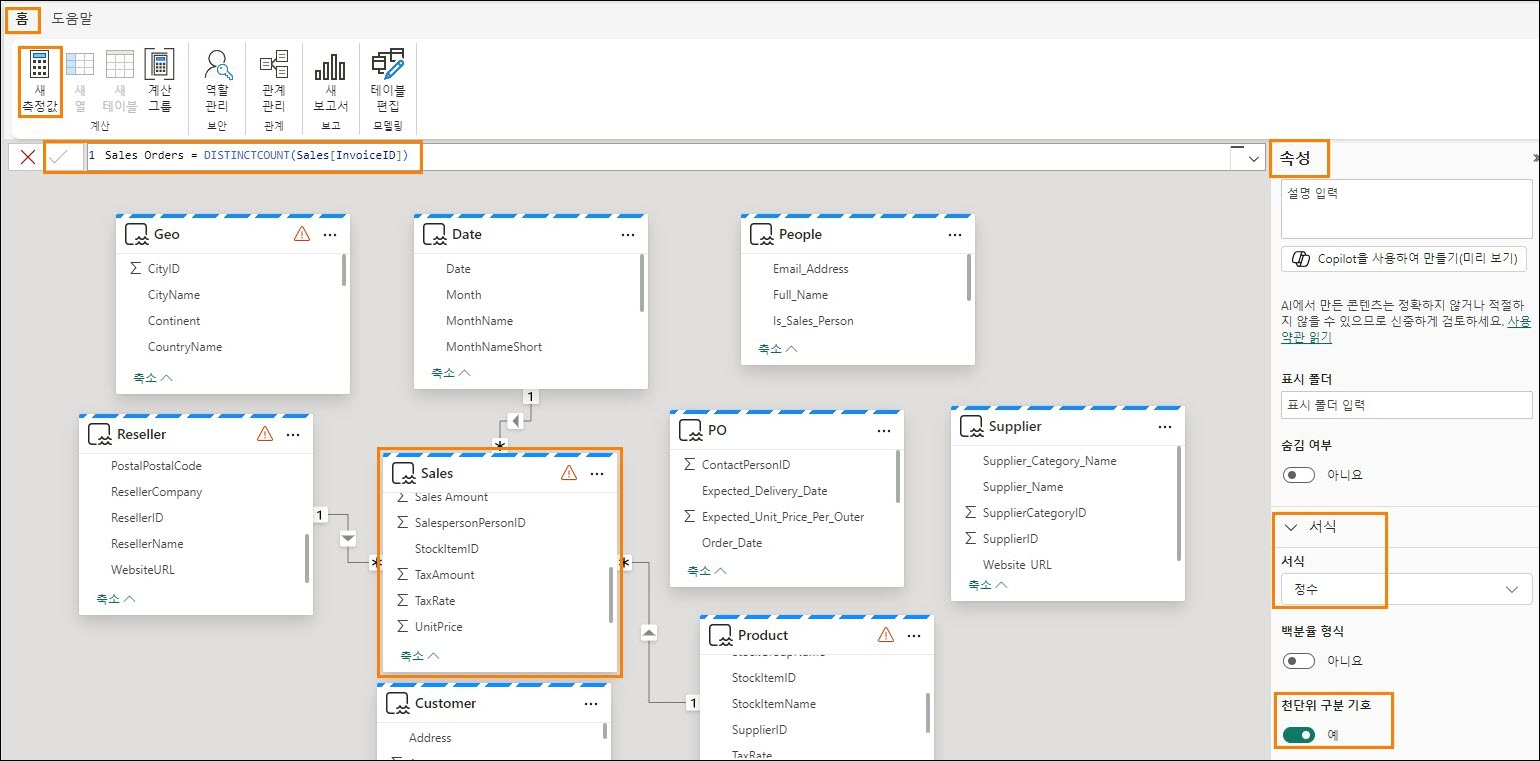 홈 도움말
새 측정값
새 열
새 테이블
계산 그룹
계산
역할 관리
보안
관계 관리
관계
새 보고서
보고
테이블 편집
모델링
1 Sales Orders = DISTINCTCOUNT(Sales[InvoiceID])
Geo
CityID
CityName
Continent
CountryName
축소
Date
Date
Month
MonthName
MonthNameShort
축소
People
Email_Address
Full_Name
Is_Sales_Person
축소
Reseller
PostalPostalCode
ResellerCompany
ResellerID
ResellerName
WebsiteURL
축소
1
*
1
*
Sales
Sales Amount
SalespersonPersonID
StockItemID
TaxAmount
TaxRate
UnitPrice
축소
*
1
PO
ContactPersonID
Expected_Delivery_Date
Expected_Unit_Price_Per_Outer
Order_Date
축소
Supplier
Supplier_Category_Name
Supplier_Name
SupplierCategoryID
SupplierID
Website_URL
축소
Customer
Address
Product
StockItemID
StockItemName
SupplierID
TaxRate
속성
설명 입력
Copilot을 사용하여 만들기(미리 보기)
AI에서 만든 콘텐츠는 정확하지 않거나 적절하
지 않을 수 있으므로 신중하게 검토하세요. 사용
약관 읽기
표시 폴더
표시 폴더 입력
숨김 여부
아니요
서식
서식
정수
백분율 형식
아니요
천단위 구분 기호
예